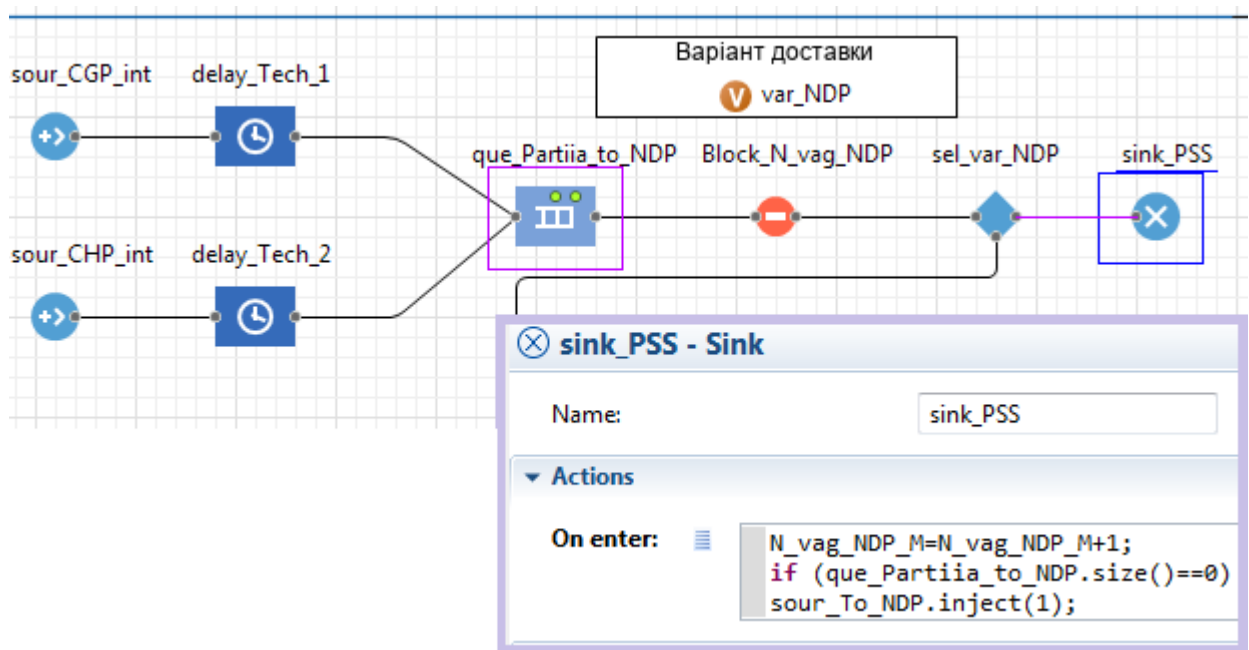 Варіант доставки
V var_NDP
sour_CGP_int delay_Tech_1
que_Partiia_to_NDP Block_N_vag_NDP sel_var_NDP sink_PSS
sour_CHP_int delay_Tech_2
sink_PSS - Sink
Name: sink_PSS
Actions
On enter: N_vag_NDP_M=N_vag_NDP_M+1;
if (que_Partiia_to_NDP.size()==0)
sour_To_NDP.inject(1);